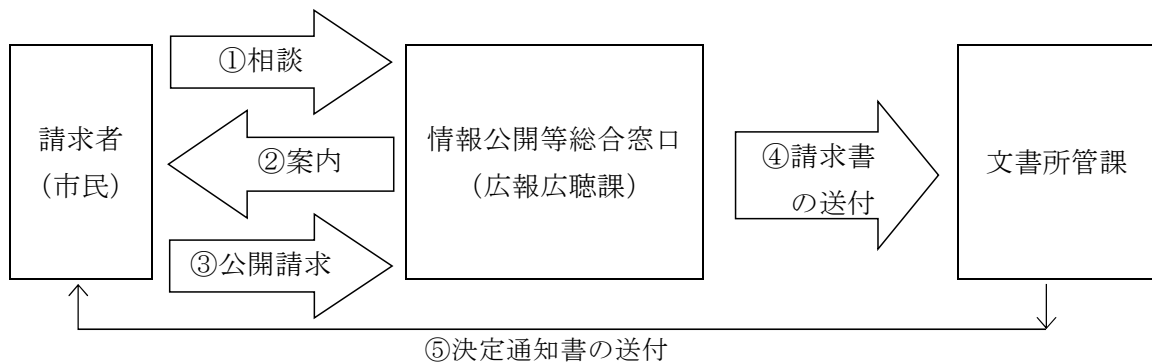 ①相談
請求者
（市民）
②案内
③公開請求
情報公開等総合窓口
（広報広聴課）
④請求書
の送付
文書所管課
⑤決定通知書の送付